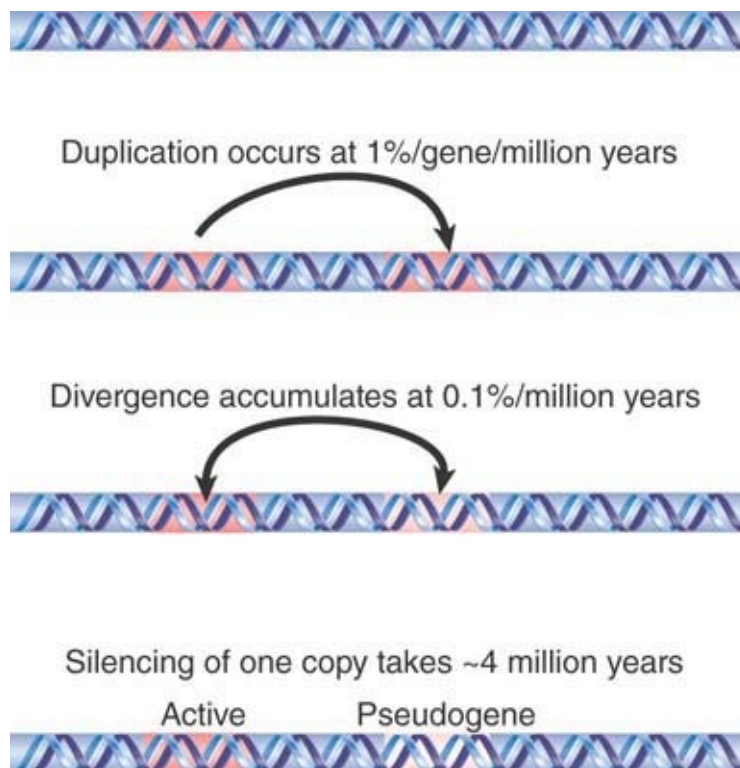 Duplication occurs at 1%/gene/million years
Divergence accumulates at 0.1%/million years
Silencing of one copy takes ~4 million years
Active Pseudogene